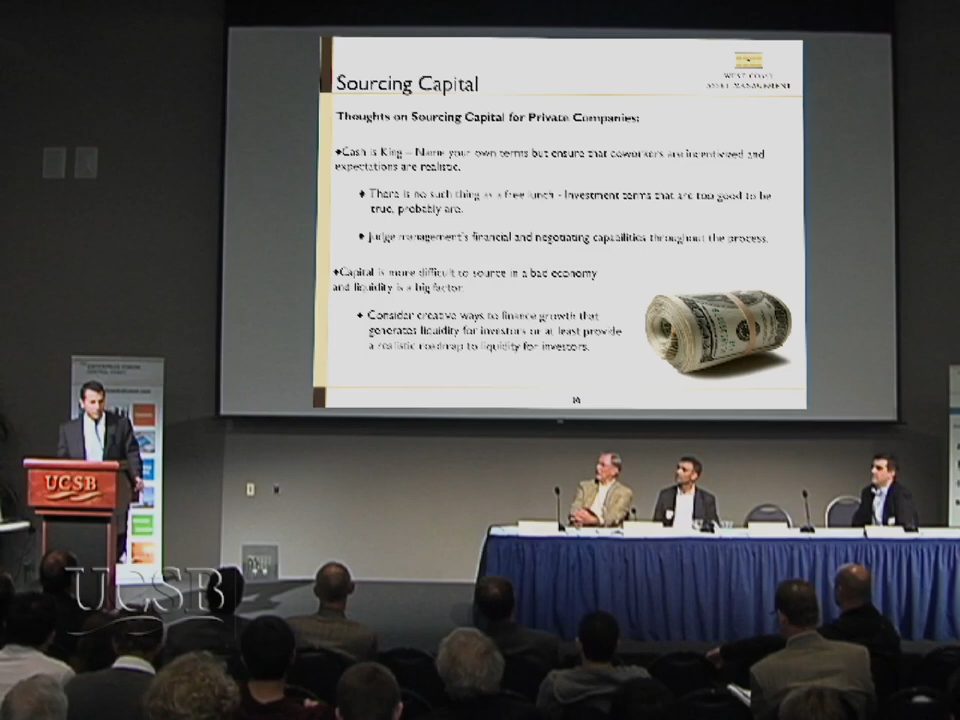 Sourcing Capital
WEST COAST
ASSET MANAGEMENT
Thoughts on Sourcing Capital for Private Companies:
♦Cash is King – Name your own terms but ensure that coworkers are incentivized and
expectations are realistic.
♦ There is no such thing as a free lunch - Investment terms that are too good to be
true, probably are.
♦ Judge management's financial and negotiating capabilities throughout the process.
♦Capital is more difficult to source in a bad economy
and liquidity is a big factor.
♦ Consider creative ways to finance growth that
generates liquidity for investors or at least provide
a realistic roadmap to liquidity for investors.
ENTERPRISE FORUM
CENTRAL COAST
UCSB
UCSB